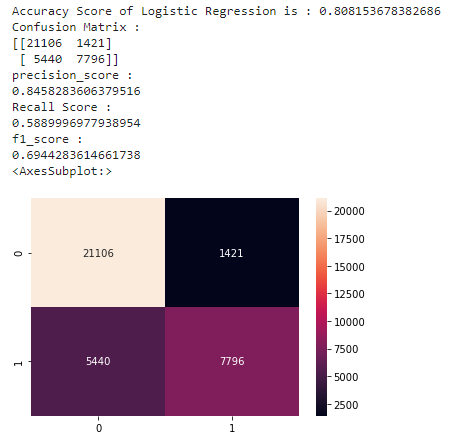 Accuracy Score of Logistic Regression is : 0.808153678382686
Confusion Matrix :
[[21106  1421]
 [ 5440  7796]]
precision_score :
0.8458283606379516
Recall Score :
0.5889996977938954
f1_score :
0.6944283614661738
<AxesSubplot:>
20000
0 21106 1421 17500
15000
12500
10000
1 5440 7796 7500
5000
2500
0 1